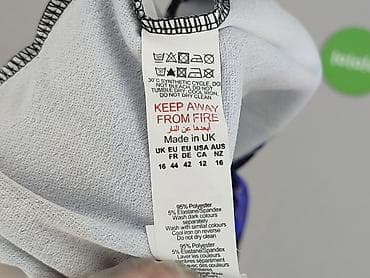 30°C SYNTHETIC CYCLE, DO
NOT BLEACH, DO NOT
TUMBLE DRY, COOL IRON,
DO NOT DRY CLEAN
KEEP AWAY
FROM FIRE
أبعدها عن النار
Made in UK
UK EU EU USA AUS
FR DE CA NZ
16 44 42 12 16
95% Polyester
5% Elastane/Spandex
Wash dark colours
separately
Wash with similar colours
Cool iron on reverse
Do not dry clean
95% Polyester
5% Elastane/Spandex